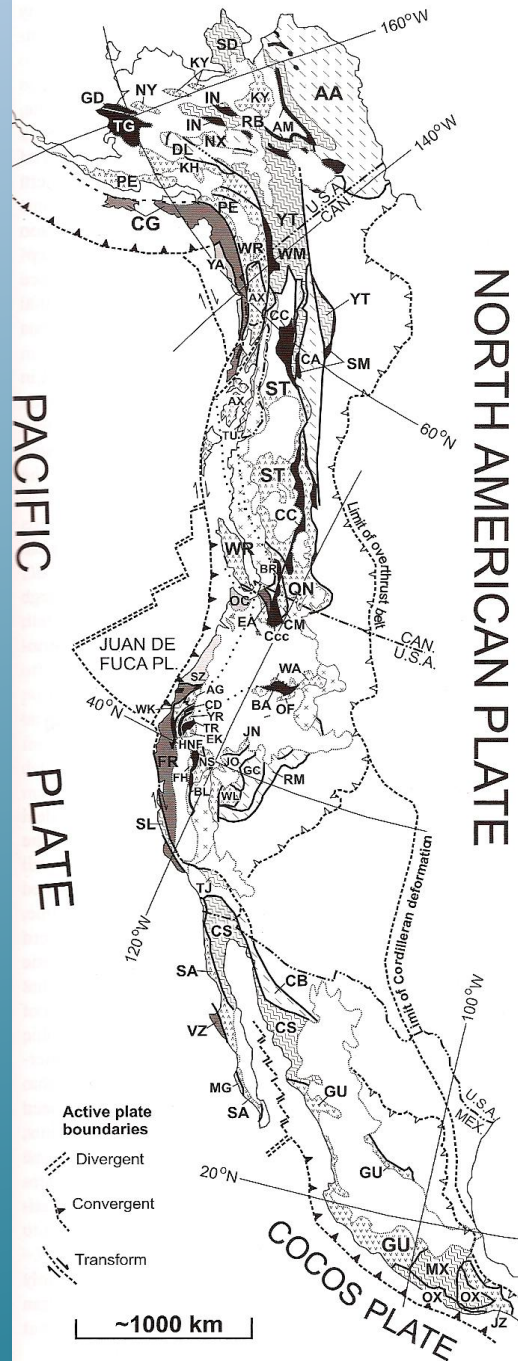 160°W
KY
SD
NY
KY
AA
GD
IN
KY
TG
IN
RB
AM
140°W
DL
NX
KH
PE
U.S.A.
CAN.
CG
PE
YT
WR
WM
YA
YT
AX
CC
CA
SM
ST
60°N
AX
TU
ST
CC
WR
BR
QN
OC
EA
CM
Ccc
CAN.
U.S.A.
Limit of overthrust belt
NORTH AMERICAN PLATE
PACIFIC
PLATE
JUAN DE
FUCA PL.
SZ
WA
AG
WK
CD
BA
OF
40°N
YR
TR
JN
EK
HNF
FR
NS
JO
GC
FH
RM
BL
WL
SL
120°W
TJ
Limit of Cordilleran deformation
CS
SA
CB
100°W
VZ
CS
MG
GU
U.S.A.
MEX.
SA
Active plate
boundaries
Divergent
20°N
GU
Convergent
GU
MX
Transform
OX
OX
JZ
COCOS PLATE
~1000 km